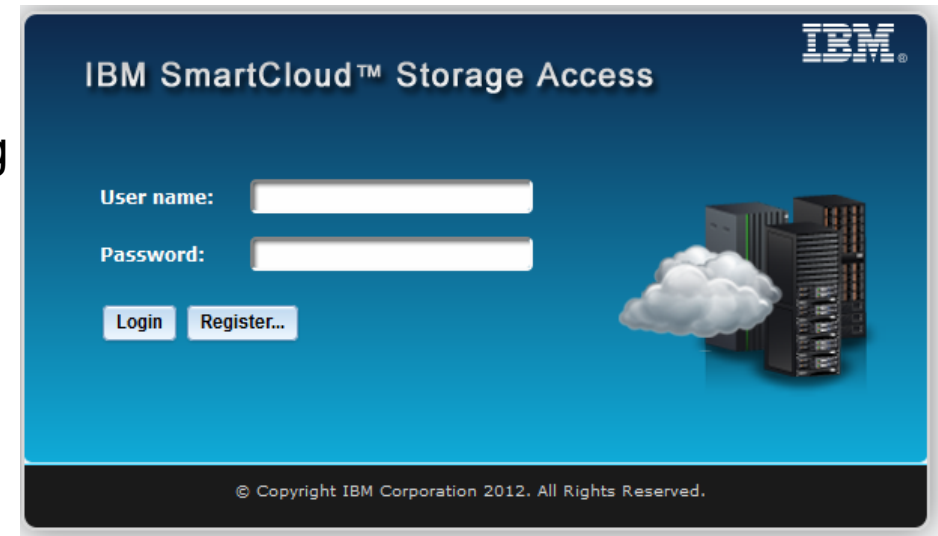 IBM®
IBM SmartCloud™ Storage Access
g
User name:
Password:
Login Register...
© Copyright IBM Corporation 2012. All Rights Reserved.